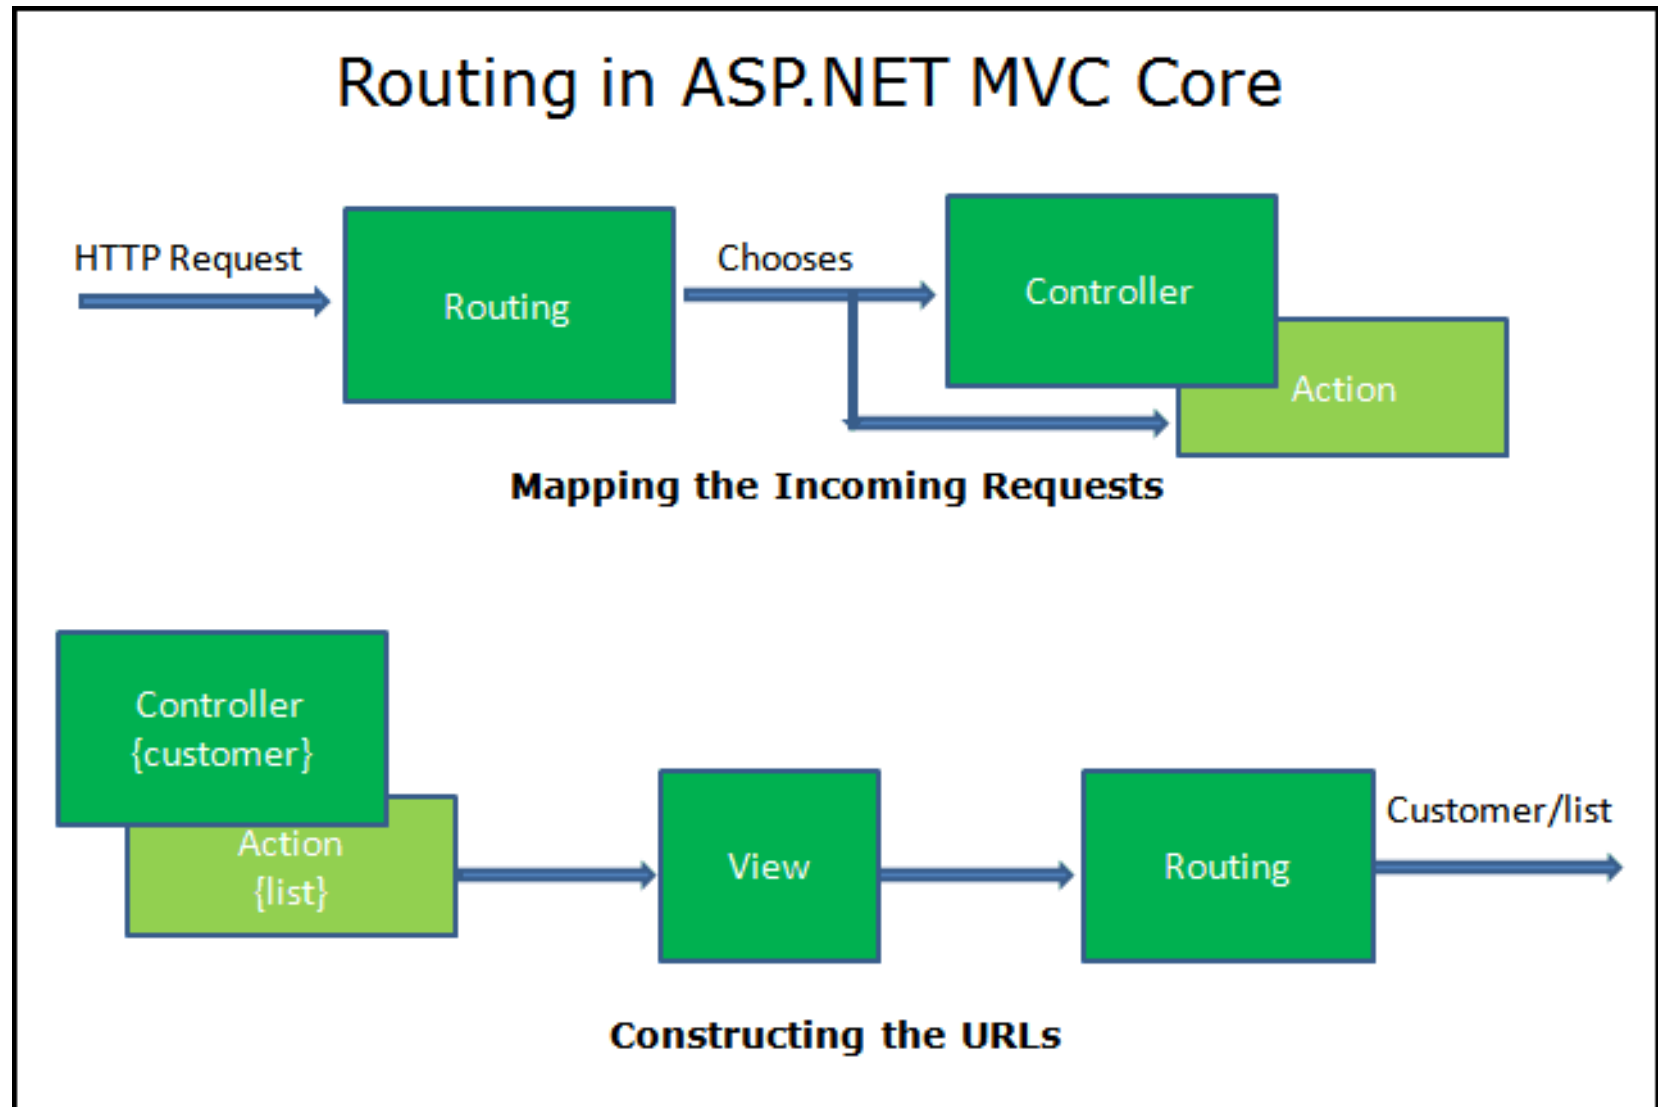 Routing in ASP.NET MVC Core
HTTP Request
Routing
Chooses
Controller
Action
Mapping the Incoming Requests
Controller
{customer}
Action
{list}
View
Routing
Customer/list
Constructing the URLs